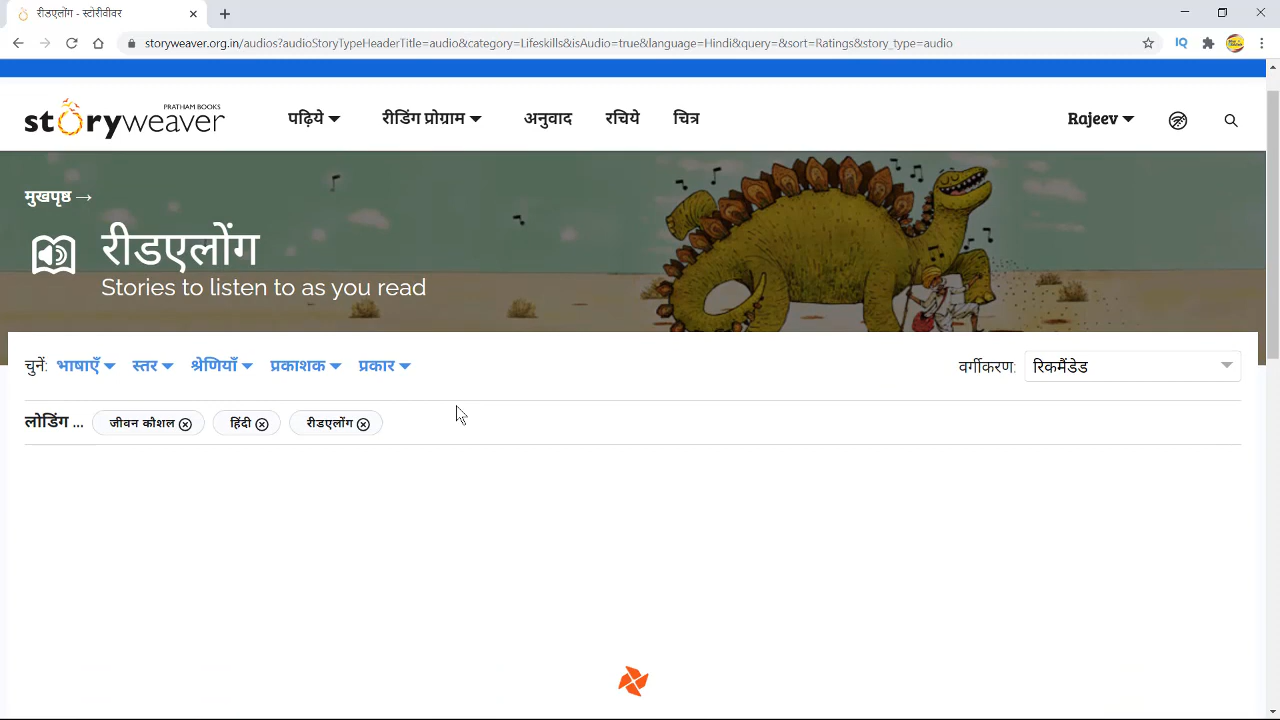 रीडएलोंग - स्टोरीवीवर
storyweaver.org.in/audios?audioStoryTypeHeaderTitle=audio&category=Lifeskills&isAudio=true&language=Hindi&query=&sort=Ratings&story_type=audio
IQ
PRATHAM BOOKS
storyweaver
पढ़िये
रीडिंग प्रोग्राम
अनुवाद
रचिये
चित्र
Rajeev
मुखपृष्ठ →
रीडएलोंग
Stories to listen to as you read
चुनें: भाषाएँ स्तर श्रेणियाँ प्रकाशक प्रकार
वर्गीकरण: रिकमैंडेड
लोडिंग ... जीवन कौशल हिंदी रीडएलोंग